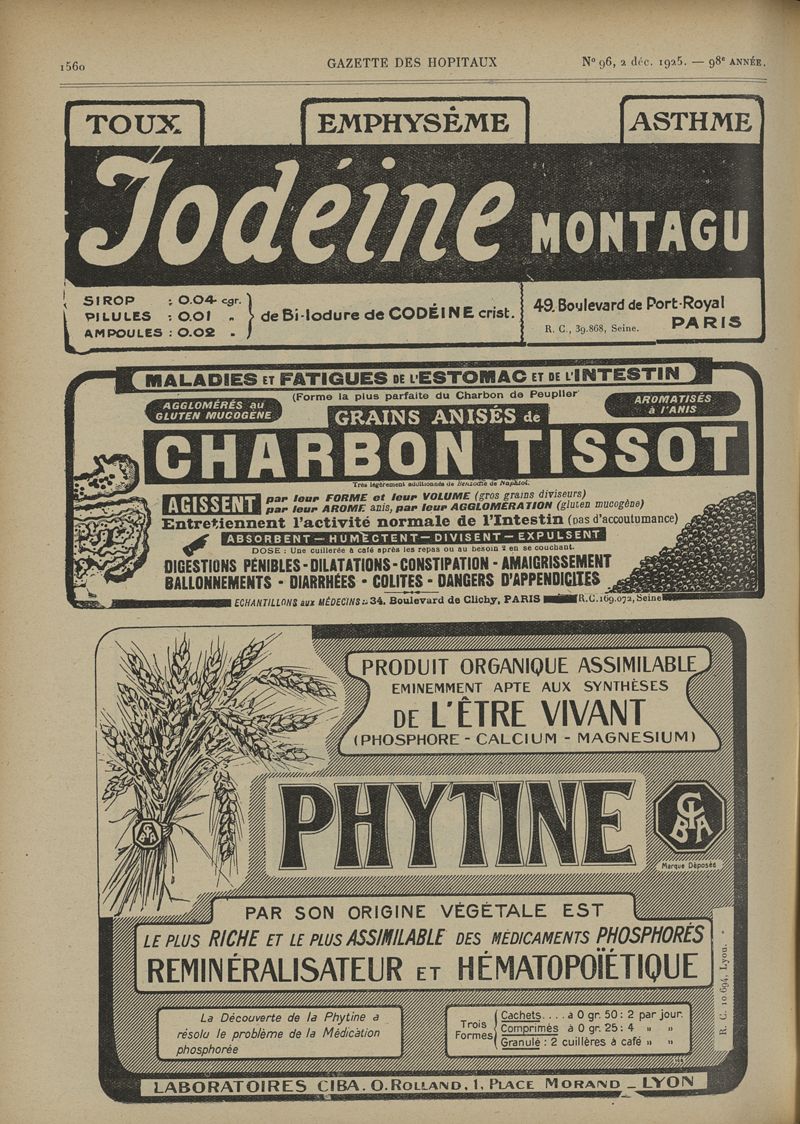 1560
GAZETTE DES HOPITAUX
N° 96, 2 déc. 1925. — 98e ANNÉE.
TOUX
EMPHYSÈME
ASTHME
Iodéine MONTAGU
SIROP : 0.04 cgr.
PILULES : 0.01 „
AMPOULES : 0.02 „
de Bi-Iodure de CODÉINE crist.
49, Boulevard de Port-Royal
R. C., 39.868, Seine.
PARIS
MALADIES ET FATIGUES DE L'ESTOMAC ET DE L'INTESTIN
(Forme la plus parfaite du Charbon de Peuplier
AGGLOMÉRÉS au
GLUTEN MUCOGÈNE
GRAINS ANISÉS de
AROMATISÉS
à l'ANIS
CHARBON TISSOT
Très légèrement additionnés de Benzodié de Naphtol.
AGISSENT
par leur FORME et leur VOLUME (gros grains diviseurs)
par leur AROME anis, par leur AGGLOMÉRATION (gluten mucogène)
Entretiennent l'activité normale de l'Intestin (pas d'accoutumance)
ABSORBENT — HUMECTENT — DIVISENT — EXPULSENT
DOSE : Une cuillerée à café après les repas ou au besoin 2 en se couchant.
DIGESTIONS PÉNIBLES - DILATATIONS - CONSTIPATION - AMAIGRISSEMENT
BALLONNEMENTS - DIARRHÉES - COLITES - DANGERS D'APPENDICITES
ECHANTILLONS aux MÉDECINS : 34, Boulevard de Clichy, PARIS
R.C. 169.072, Seine
PRODUIT ORGANIQUE ASSIMILABLE
EMINEMMENT APTE AUX SYNTHÈSES
DE L'ÊTRE VIVANT
(PHOSPHORE - CALCIUM - MAGNESIUM)
PHYTINE
CIBA
CIBA
Marque Déposée
PAR SON ORIGINE VÉGÉTALE EST
LE PLUS RICHE ET LE PLUS ASSIMILABLE DES MÉDICAMENTS PHOSPHORÉS
REMINÉRALISATEUR ET HÉMATOPOÏÉTIQUE
R. C. 10.694, Lyon.
La Découverte de la Phytine a
résolu le problème de la Médication
phosphorée
Trois
Formes
Cachets.... à 0 gr. 50 : 2 par jour.
Comprimés à 0 gr. 25 : 4 „ „
Granulé : 2 cuillères à café „ „
LABORATOIRES CIBA. O. ROLLAND, 1, PLACE MORAND _ LYON